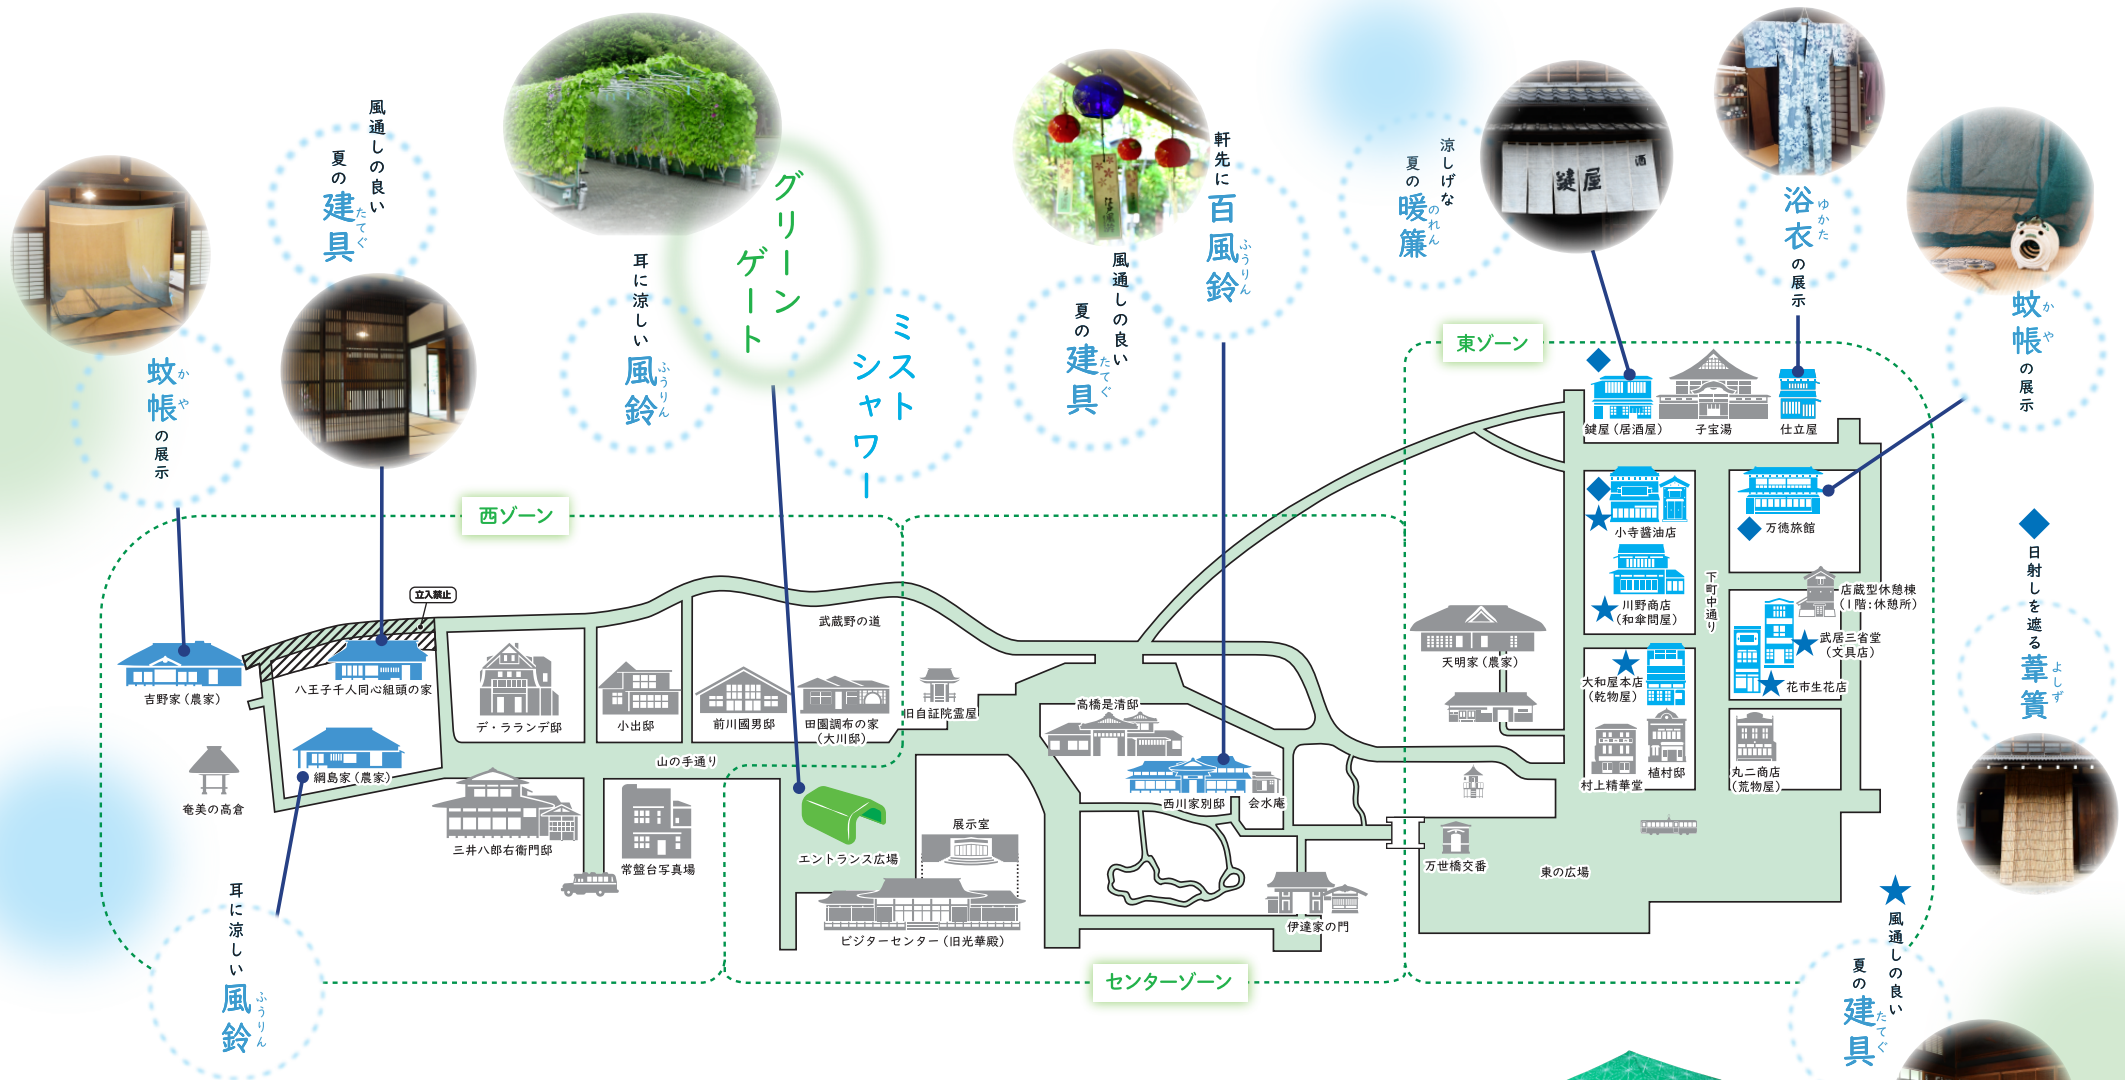 風通しの良い
夏の建具
たてぐ
蚊帳の展示
かや
グリーン
ゲート
耳に涼しい
風鈴
ふうりん
ミスト
シャワー
軒先に
百風鈴
ふうりん
風通しの良い
夏の建具
たてぐ
涼しげな
夏の暖簾
のれん
鍵屋
酒
浴衣の展示
ゆかた
蚊帳の展示
かや
西ゾーン
東ゾーン
センターゾーン
立入禁止
吉野家（農家）
八王子千人同心組頭の家
綱島家（農家）
奄美の高倉
デ・ラランデ邸
小出邸
前川國男邸
田園調布の家
（大川邸）
武蔵野の道
山の手通り
三井八郎右衛門邸
常盤台写真場
旧自証院霊屋
エントランス広場
展示室
ビジターセンター（旧光華殿）
高橋是清邸
西川家別邸
会水庵
伊達家の門
鍵屋（居酒屋）
子宝湯
仕立屋
小寺醤油店
川野商店
（和傘問屋）
万徳旅館
下町中通り
店蔵型休憩棟
（1階：休憩所）
武居三省堂
（文具店）
花市生花店
大和屋本店
（乾物屋）
天明家（農家）
村上精華堂
植村邸
丸二商店
（荒物屋）
万世橋交番
東の広場
耳に涼しい
風鈴
ふうりん
日射しを遮る
葦簀
よしず
風通しの良い
夏の建具
たてぐ